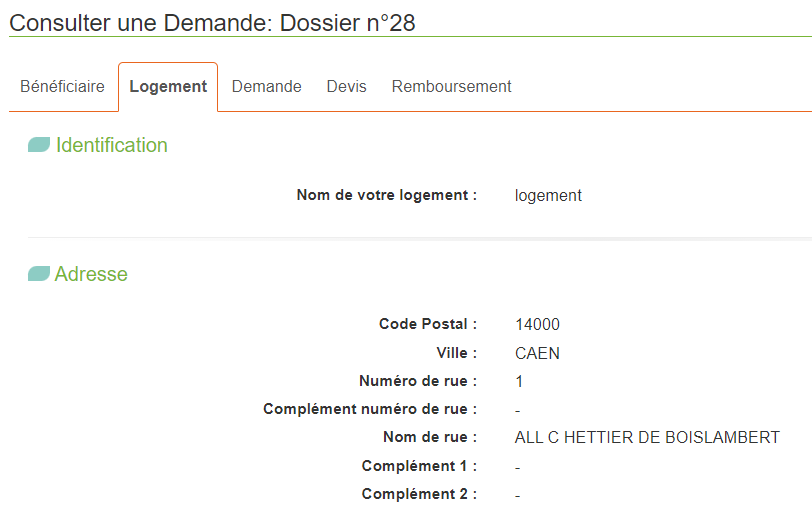 Consulter une Demande: Dossier n°28
Bénéficiaire Logement Demande Devis Remboursement
Identification
Nom de votre logement : logement
Adresse
Code Postal : 14000
Ville : CAEN
Numéro de rue : 1
Complément numéro de rue : -
Nom de rue : ALL C HETTIER DE BOISLAMBERT
Complément 1 : -
Complément 2 : -